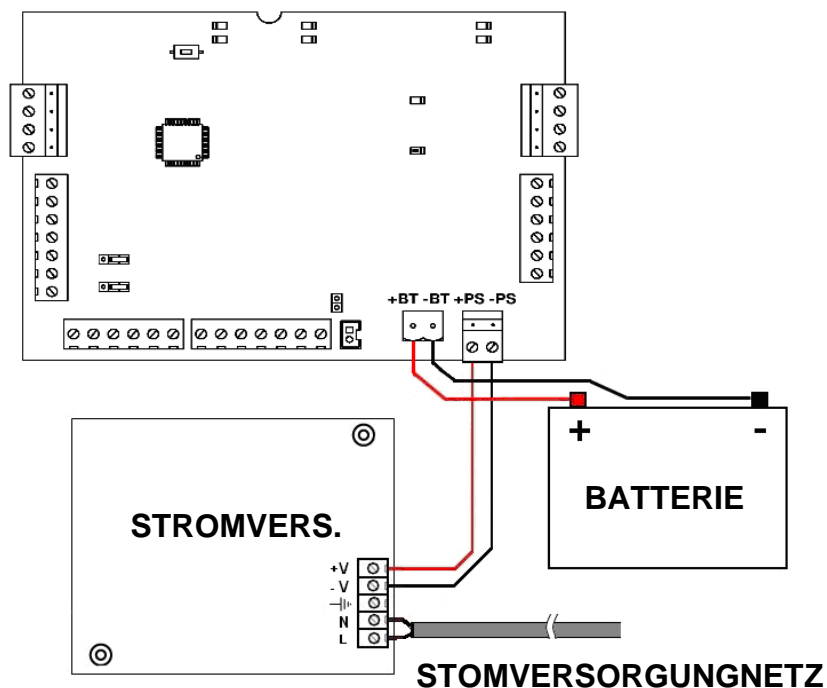 +BT -BT +PS -PS
+ -
BATTERIE
STROMVERS.
+V
- V
N
L
STOMVERSORGUNGNETZ